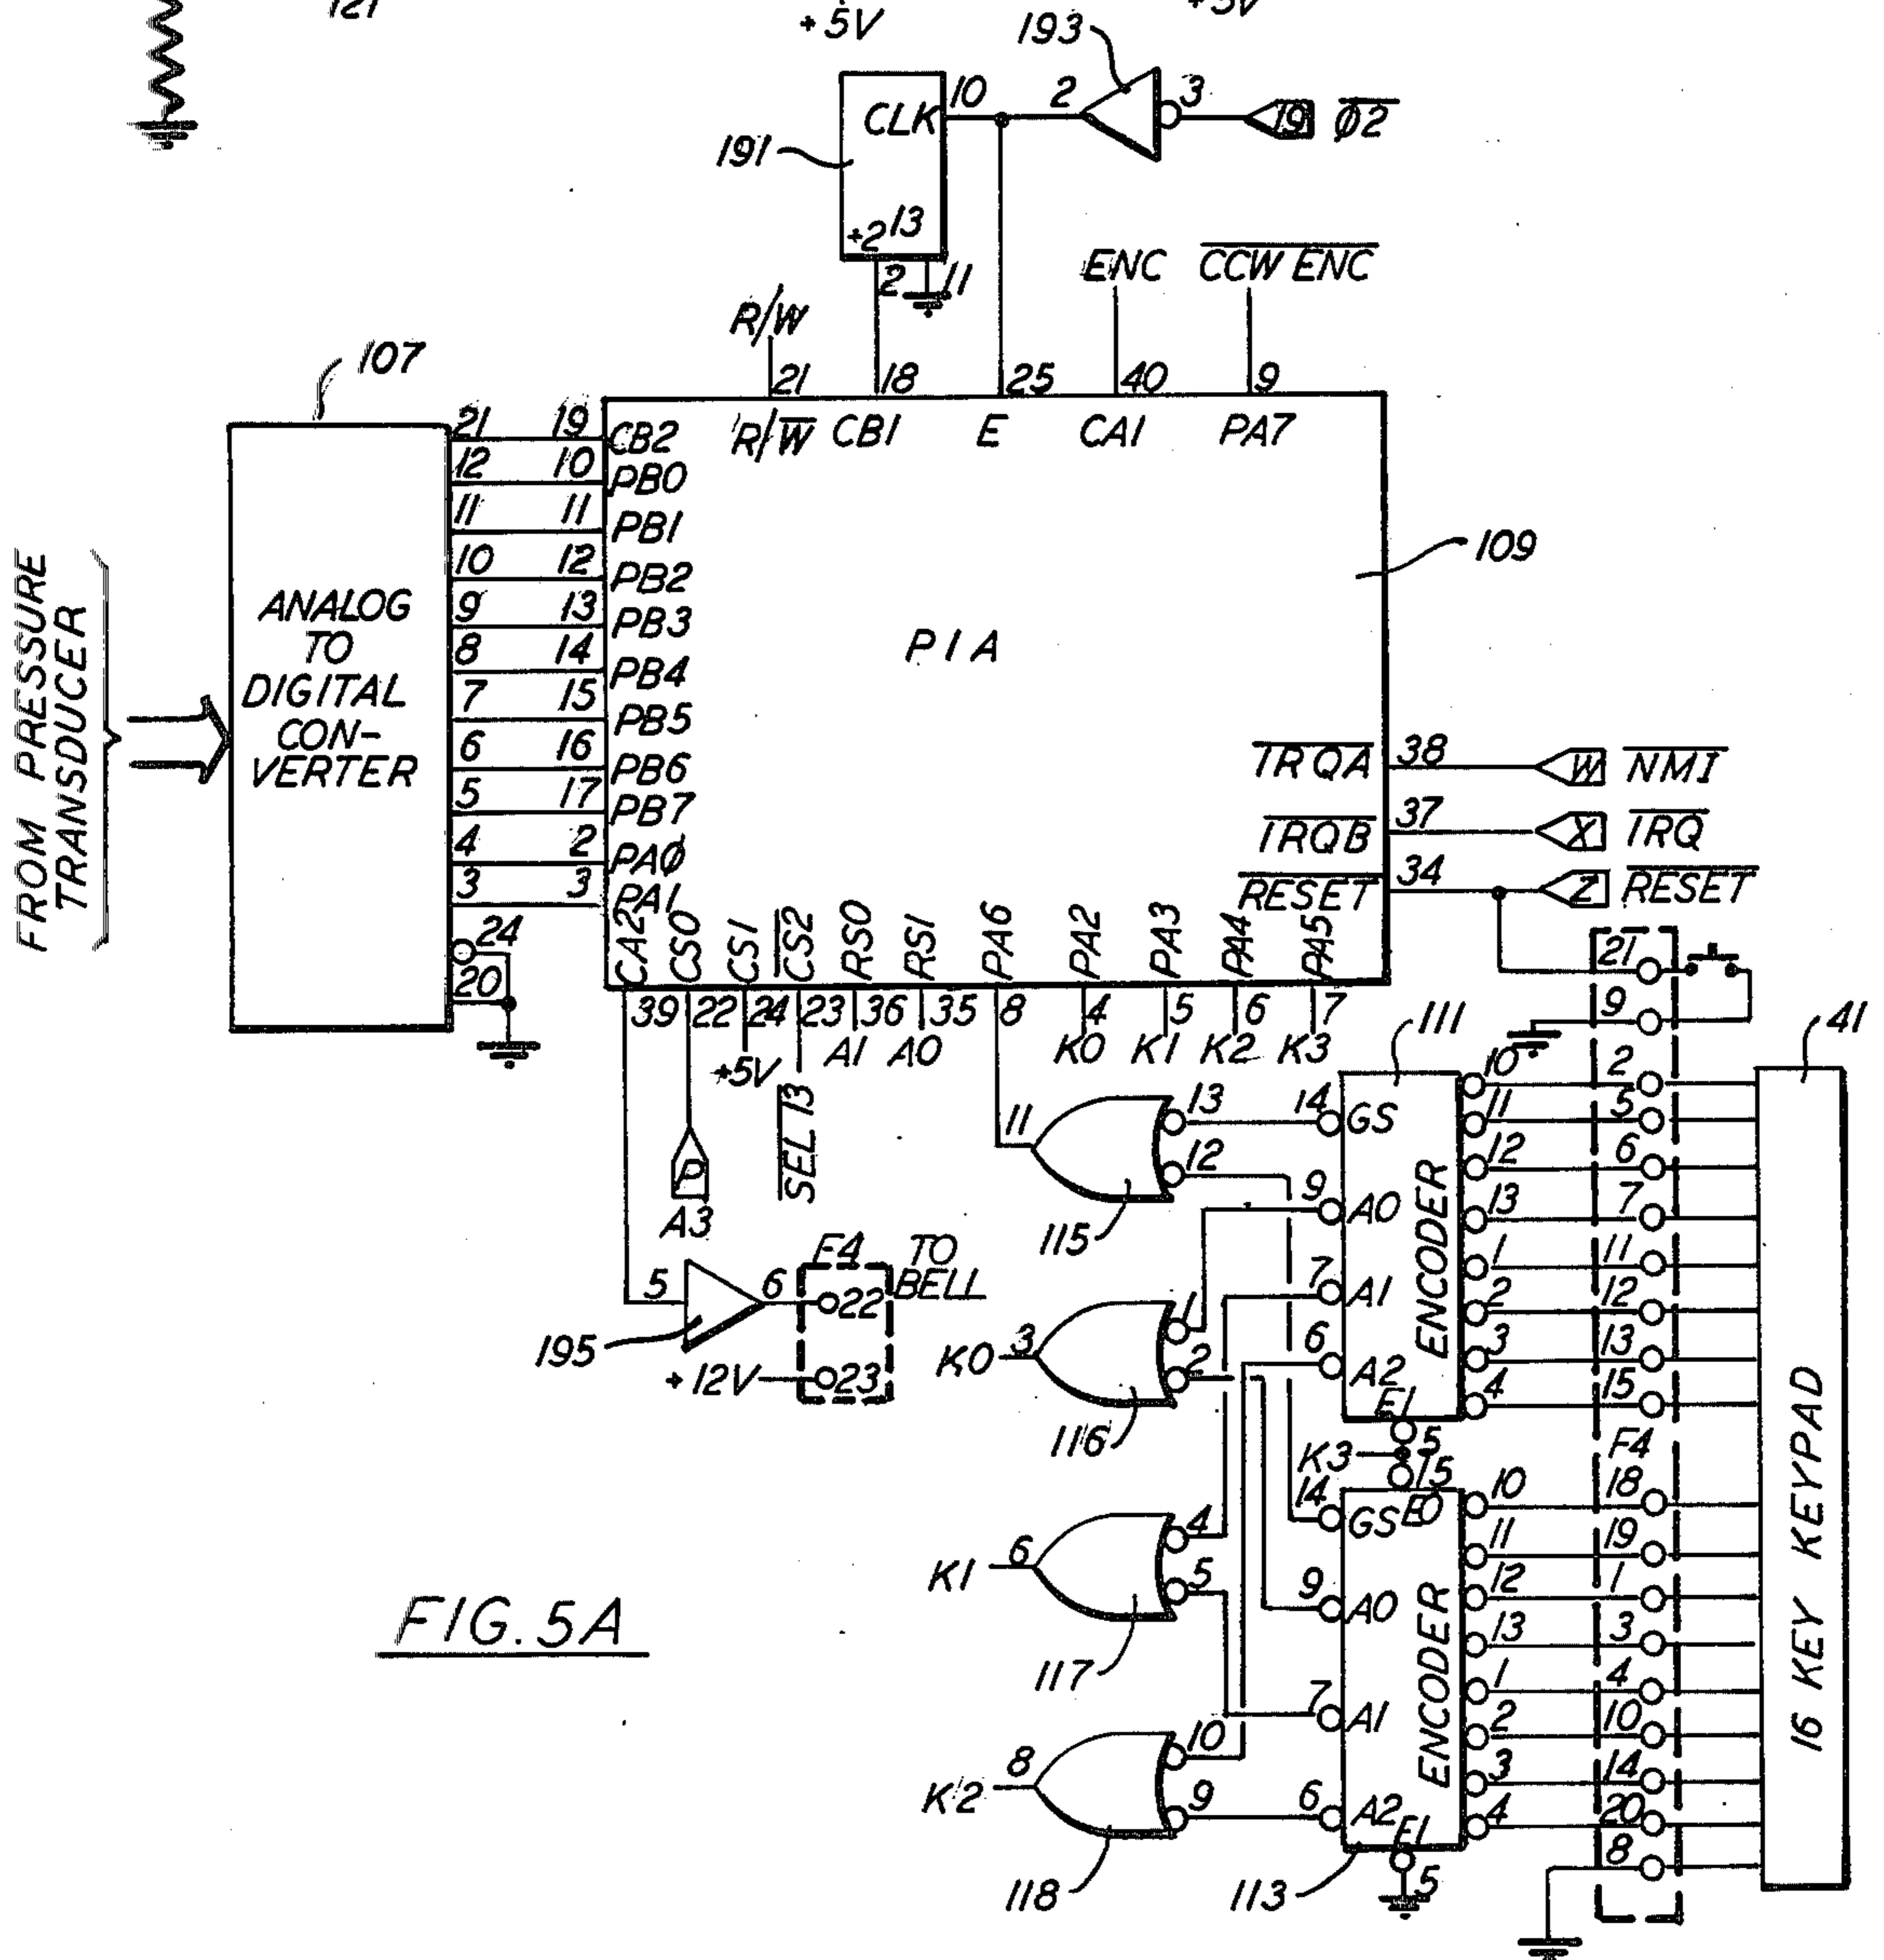 121
+5V
+5V
193
CLK
10
2
3
19
Φ2
191
÷2
13
2
11
R/W
ENC
CCW ENC
107
21
18
25
40
9
R/W
CB1
E
CA1
PA7
FROM PRESSURE
TRANSDUCER
ANALOG
TO
DIGITAL
CON-
VERTER
21 19 CB2
12 10 PB0
11 11 PB1
10 12 PB2
9 13 PB3
8 14 PB4
7 15 PB5
6 16 PB6
5 17 PB7
4 2 PAΦ
3 3 PA1
24
20
PIA
109
IRQA 38 W NMI
IRQB 37 X IRQ
RESET 34 Z RESET
CA2
CS0
CS1
CS2
RS0
RS1
PA6
PA2
PA3
PA4
PA5
39
22
24
23
36
35
8
4
5
6
7
+5V
SEL 13
A1
A0
K0
K1
K2
K3
P
A3
5
6
195
F4
TO
BELL
22
+12V
23
21
9
111
41
11
13
12
115
14 GS
9 A0
7 A1
6 A2
E1
5
ENCODER
10 2
11 5
12 6
13 7
1 11
2 12
3 13
4 15
F4
K0 3
1
2
116
K3
15
14 GS E0
9 A0
7 A1
6 A2
E1
5
ENCODER
10 18
11 19
12 1
13 3
1 4
2 10
3 14
4 20
8
K1 6
4
5
117
K2 8
10
9
118
113
16 KEY KEYPAD
FIG. 5A